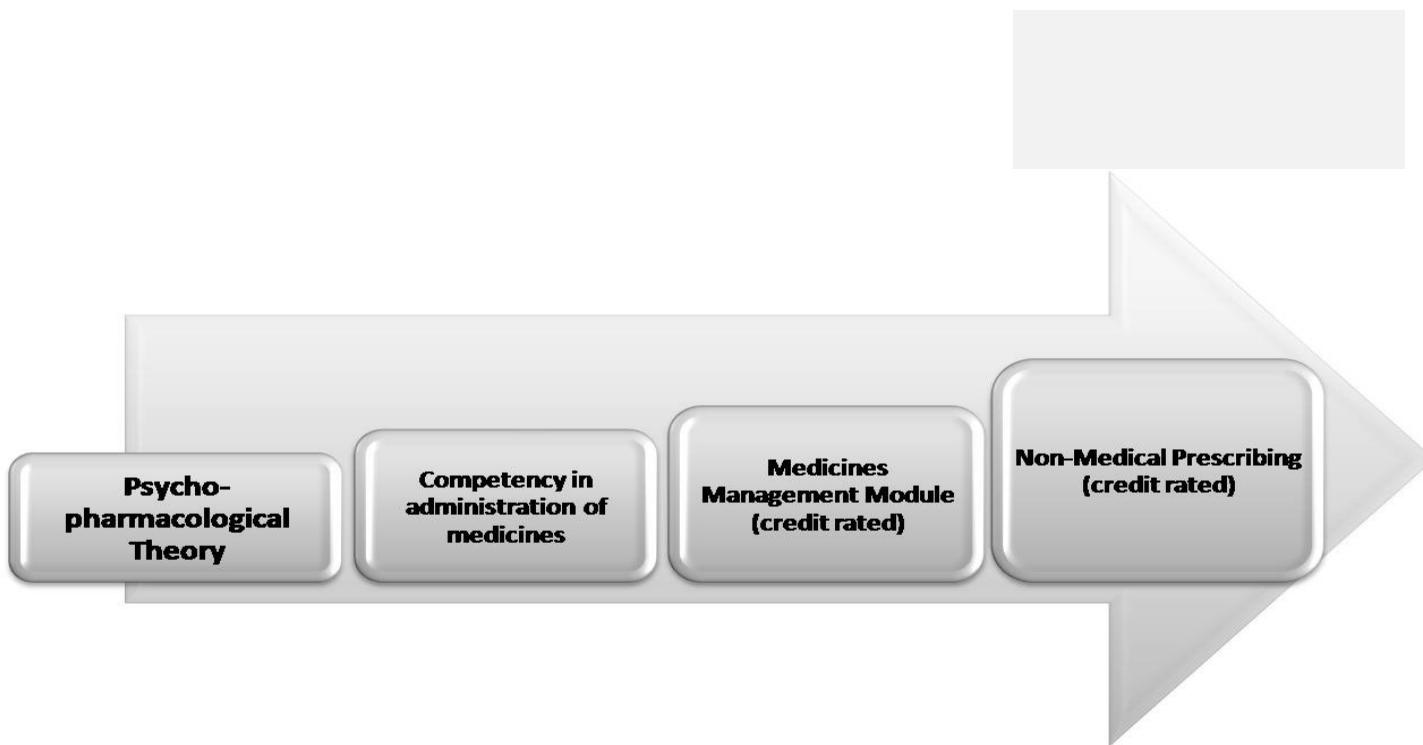 Psycho-
pharmacological
Theory
Competency in
administration of
medicines
Medicines
Management Module
(credit rated)
Non-Medical Prescribing
(credit rated)